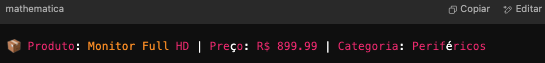 mathematica Copiar Editar
📦 Produto: Monitor Full HD | Preço: R$ 899.99 | Categoria: Periféricos